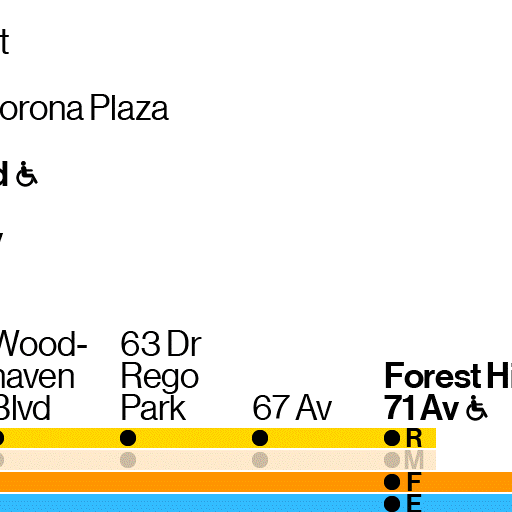 t
orona Plaza
d
Wood-
haven
Blvd
63 Dr
Rego
Park
67 Av
Forest Hi
71 Av
R
M
F
E